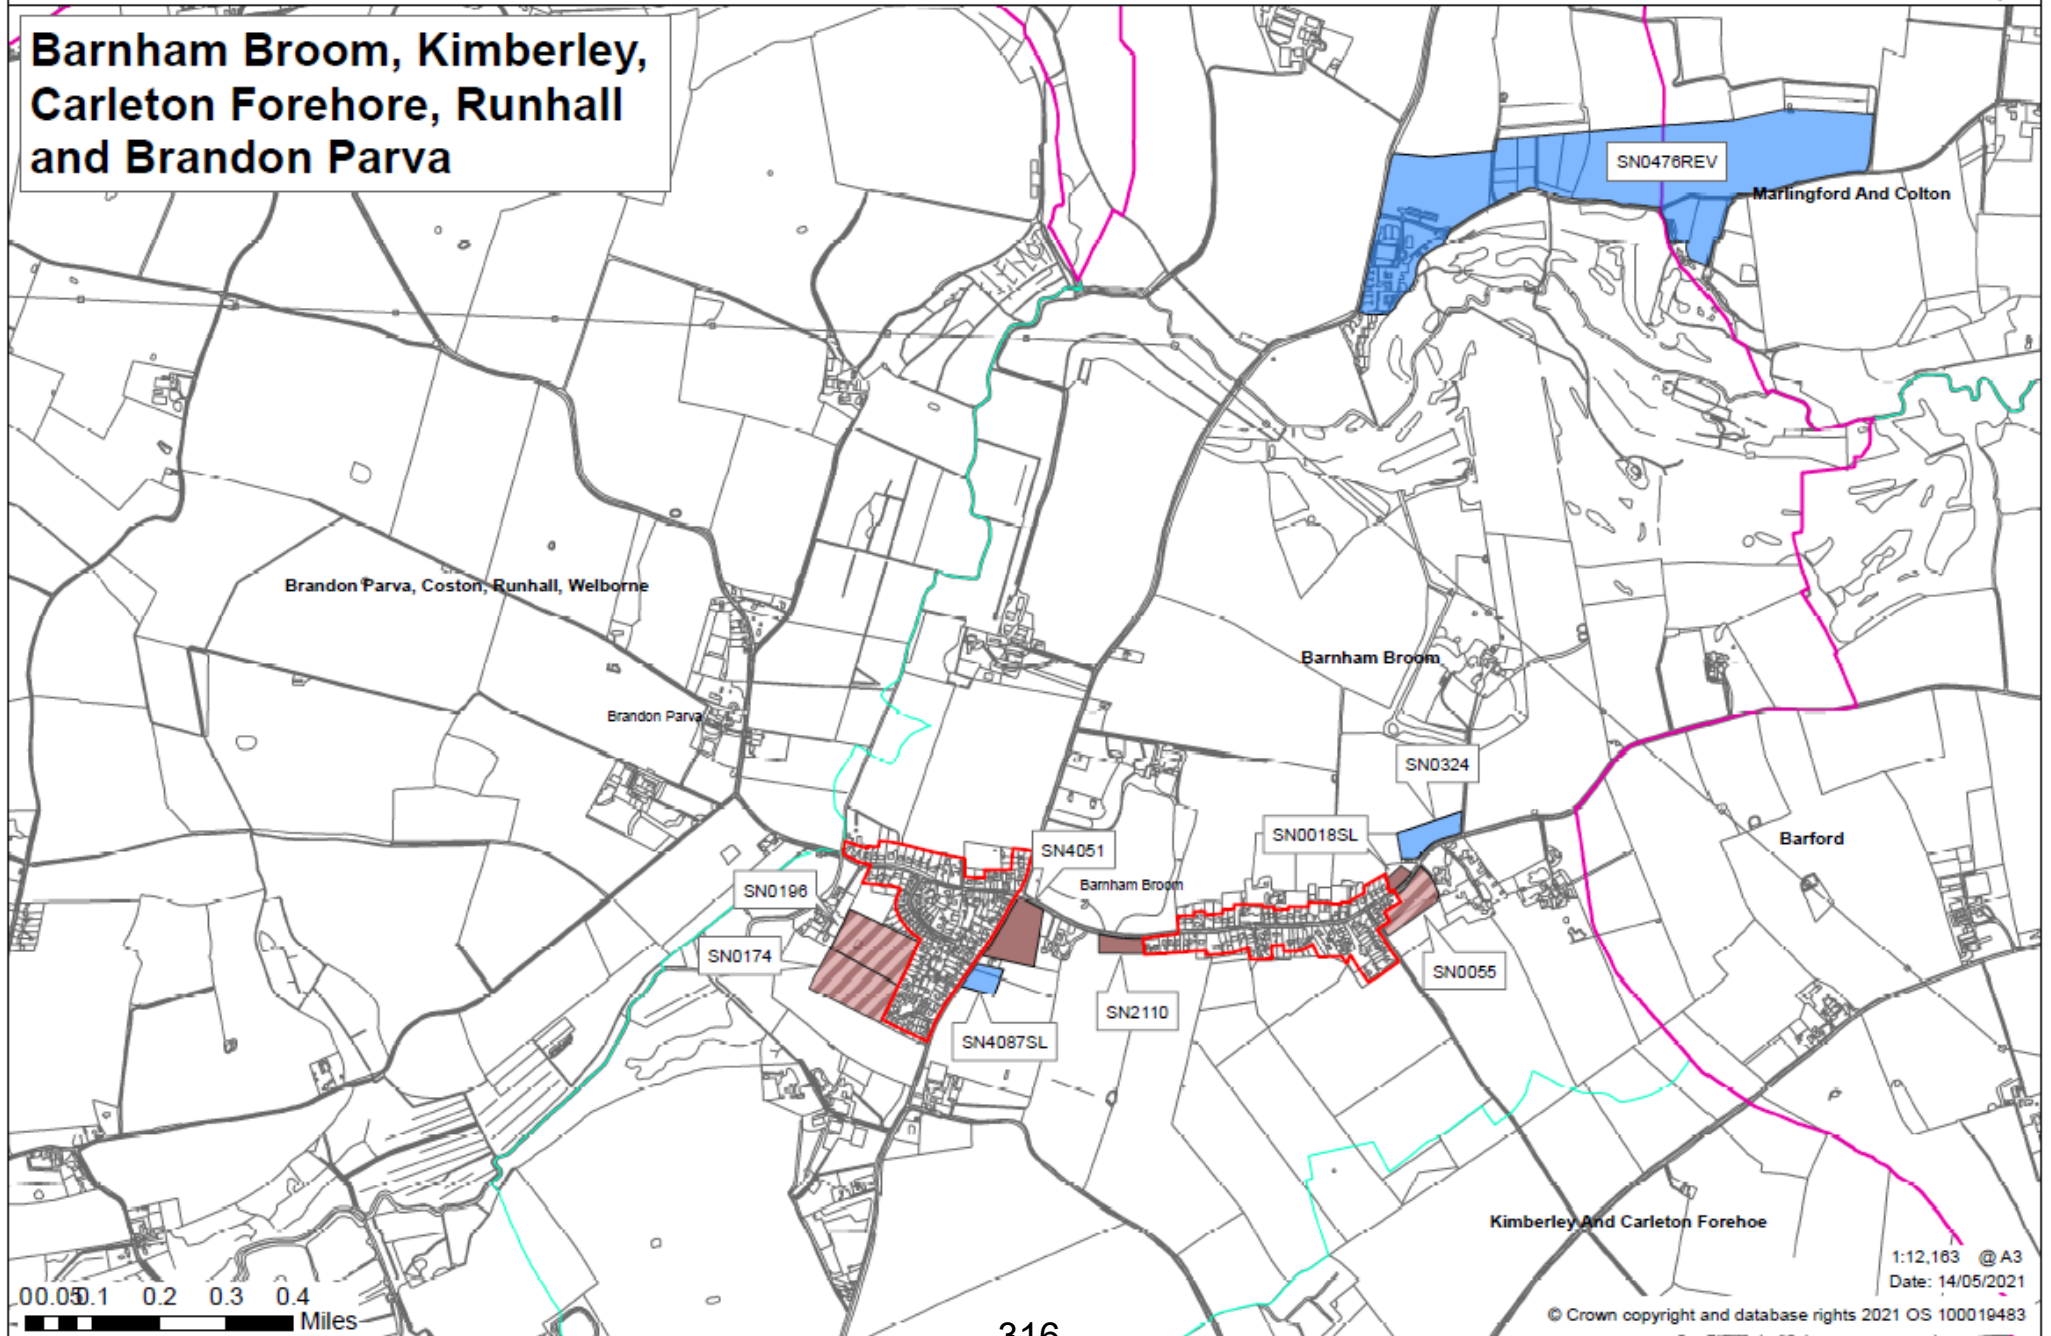 Barnham Broom, Kimberley,
Carleton Forehore, Runhall
and Brandon Parva
SN0476REV
Marlingford And Colton
Brandon Parva, Coston, Runhall, Welborne
Barnham Broom
Brandon Parva
SN0324
SN0018SL
Barford
SN4051
Barnham Broom
SN0196
SN0174
SN0055
SN2110
SN4087SL
Kimberley And Carleton Forehoe
1:12,163 @ A3
Date: 14/05/2021
0 0.05 0.1 0.2 0.3 0.4
Miles
© Crown copyright and database rights 2021 OS 100019483
316